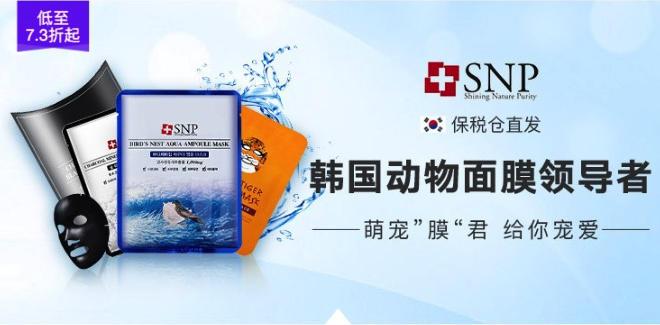 低至
7.3折起
SNP
Shining Nature Purity
保税仓直发
韩国动物面膜领导者
萌宠”膜“君 给你宠爱
SNP
BIRD'S NEST AQUA AMPOULE MASK
TIGER
MASK